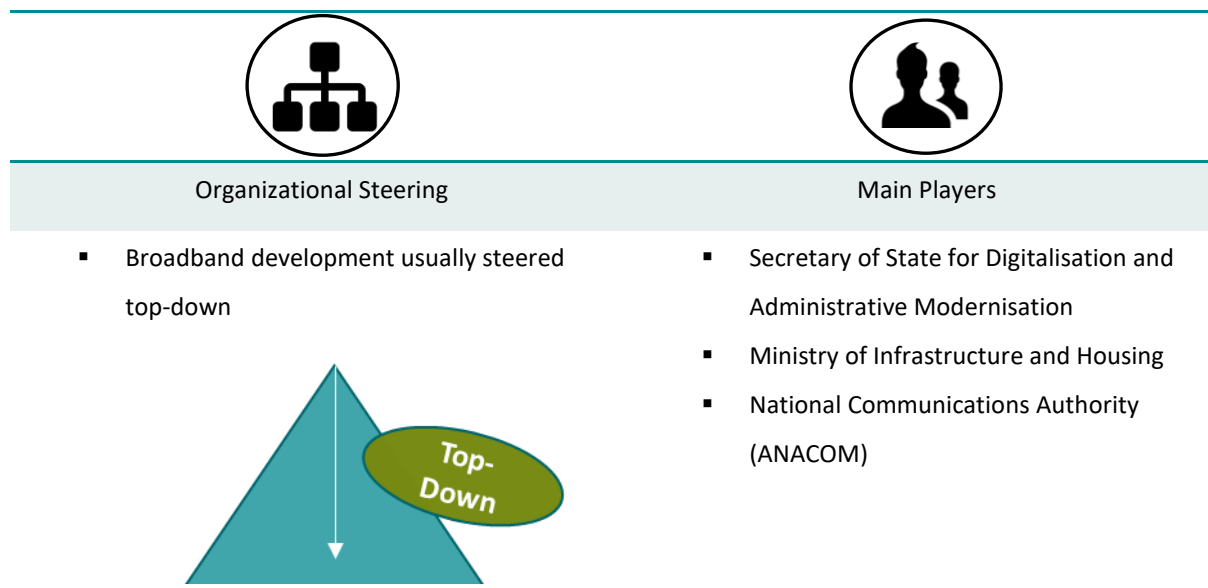 Organizational Steering
Main Players
▪ Broadband development usually steered
top-down
▪ Secretary of State for Digitalisation and
Administrative Modernisation
▪ Ministry of Infrastructure and Housing
▪ National Communications Authority
(ANACOM)
Top-
Down